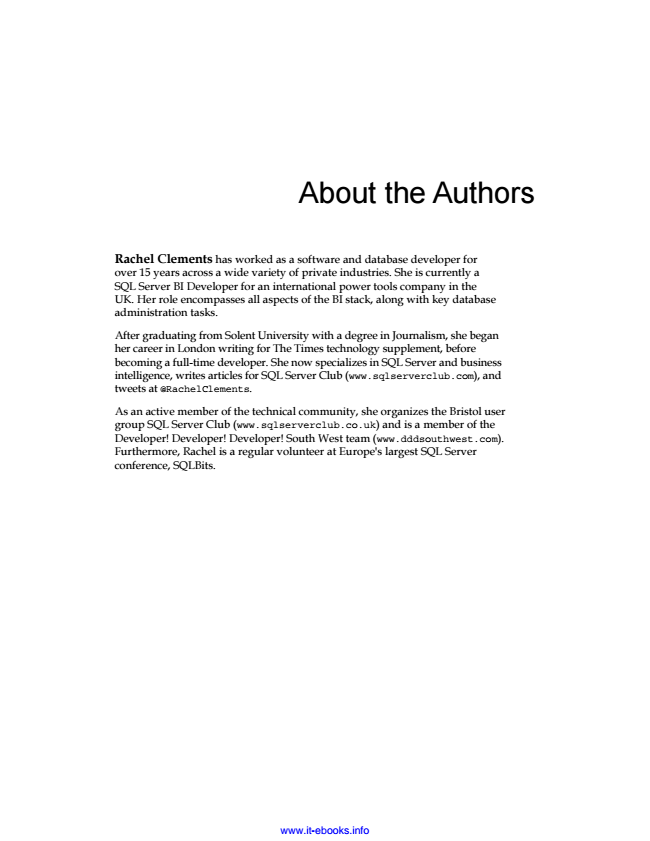 About the Authors
Rachel Clements has worked as a software and database developer for
over 15 years across a wide variety of private industries. She is currently a
SQL Server BI Developer for an international power tools company in the
UK. Her role encompasses all aspects of the BI stack, along with key database
administration tasks.
After graduating from Solent University with a degree in Journalism, she began
her career in London writing for The Times technology supplement, before
becoming a full-time developer. She now specializes in SQL Server and business
intelligence, writes articles for SQL Server Club (www.sqlserverclub.com), and
tweets at @RachelClements.
As an active member of the technical community, she organizes the Bristol user
group SQL Server Club (www.sqlserverclub.co.uk) and is a member of the
Developer! Developer! Developer! South West team (www.dddsouthwest.com).
Furthermore, Rachel is a regular volunteer at Europe's largest SQL Server
conference, SQLBits.
www.it-ebooks.info